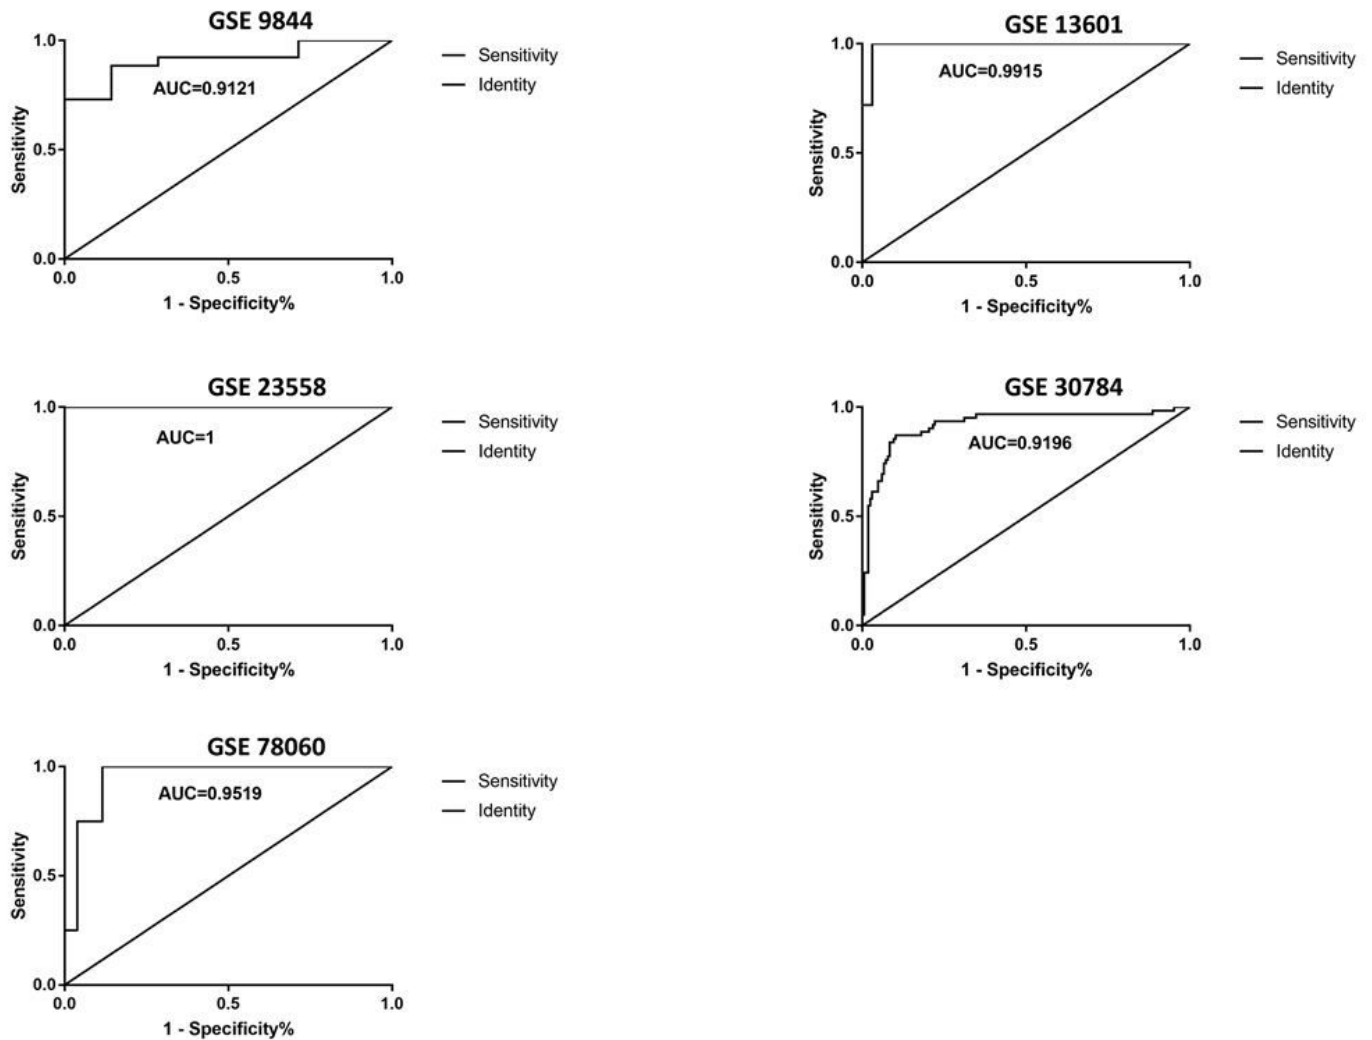 GSE 9844
1.0
0.5
0.0
Sensitivity
AUC=0.9121
0.0 0.5 1.0
1 - Specificity%
Sensitivity
Identity
GSE 13601
1.0
0.5
0.0
Sensitivity
AUC=0.9915
0.0 0.5 1.0
1 - Specificity%
Sensitivity
Identity
GSE 23558
1.0
0.5
0.0
Sensitivity
AUC=1
0.0 0.5 1.0
1 - Specificity%
Sensitivity
Identity
GSE 30784
1.0
0.5
0.0
Sensitivity
AUC=0.9196
0.0 0.5 1.0
1 - Specificity%
Sensitivity
Identity
GSE 78060
1.0
0.5
0.0
Sensitivity
AUC=0.9519
0.0 0.5 1.0
1 - Specificity%
Sensitivity
Identity